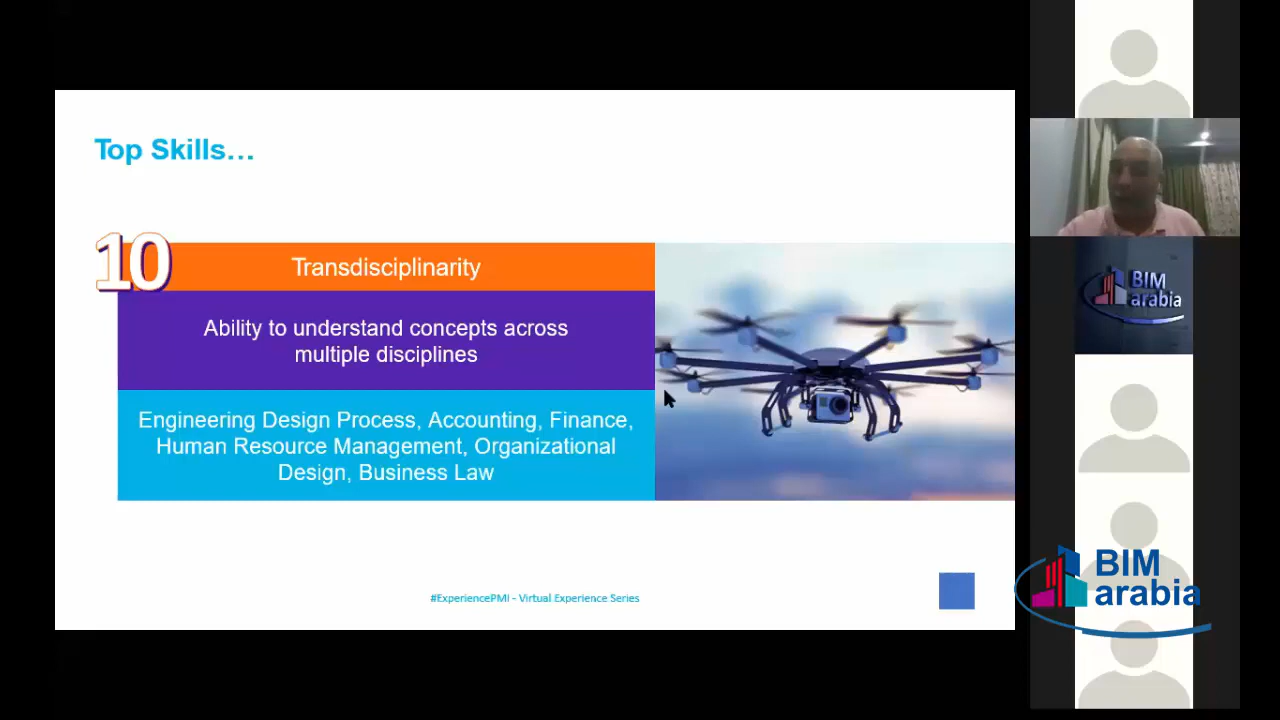 Top Skills…
10
Transdisciplinarity
Ability to understand concepts across
multiple disciplines
Engineering Design Process, Accounting, Finance,
Human Resource Management, Organizational
Design, Business Law
#ExperiencePMI - Virtual Experience Series
BIM
arabia
BIM
arabia